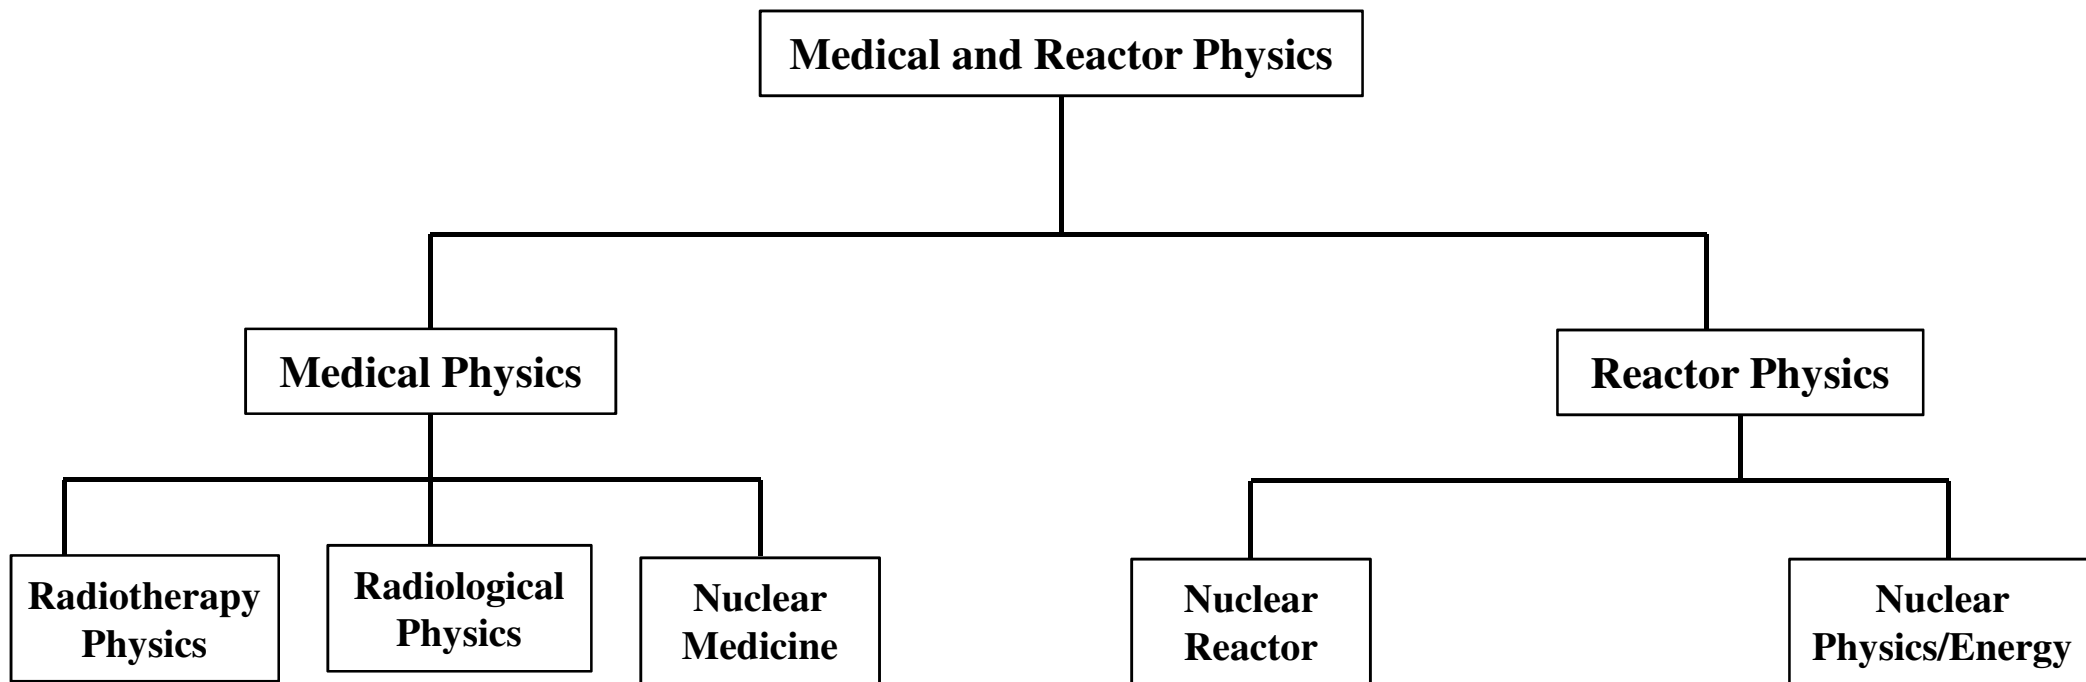 Medical and Reactor Physics
Medical Physics
Reactor Physics
Radiotherapy
Physics
Radiological
Physics
Nuclear
Medicine
Nuclear
Reactor
Nuclear
Physics/Energy